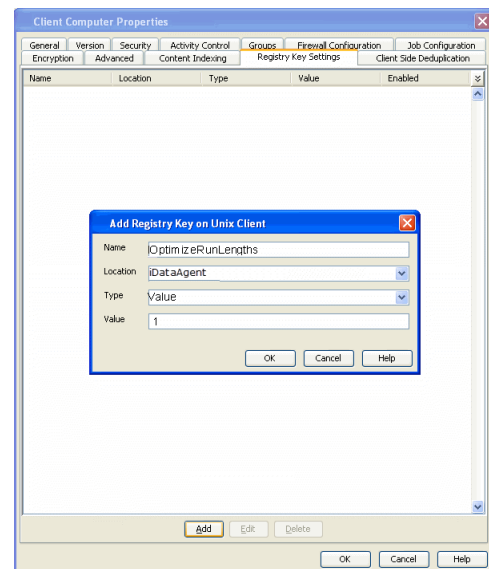 Client Computer Properties
General Version Security Activity Control Groups Firewall Configuration Job Configuration
Encryption Advanced Content Indexing Registry Key Settings Client Side Deduplication
Name Location Type Value Enabled
Add Registry Key on Unix Client
Name OptimizeRunLengths
Location iDataAgent
Type Value
Value 1
OK Cancel Help
Add Edit Delete
OK Cancel Help